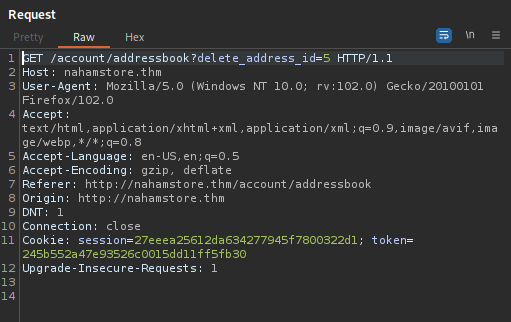 Request
Pretty Raw Hex \n
1 GET /account/addressbook?delete_address_id=5 HTTP/1.1
2 Host: nahamstore.thm
3 User-Agent: Mozilla/5.0 (Windows NT 10.0; rv:102.0) Gecko/20100101
Firefox/102.0
4 Accept:
text/html,application/xhtml+xml,application/xml;q=0.9,image/avif,ima
ge/webp,*/*;q=0.8
5 Accept-Language: en-US,en;q=0.5
6 Accept-Encoding: gzip, deflate
7 Referer: http://nahamstore.thm/account/addressbook
8 Origin: http://nahamstore.thm
9 DNT: 1
10 Connection: close
11 Cookie: session=27eeea25612da634277945f7800322d1; token=
245b552a47e93526c0015dd11ff5fb30
12 Upgrade-Insecure-Requests: 1
13
14